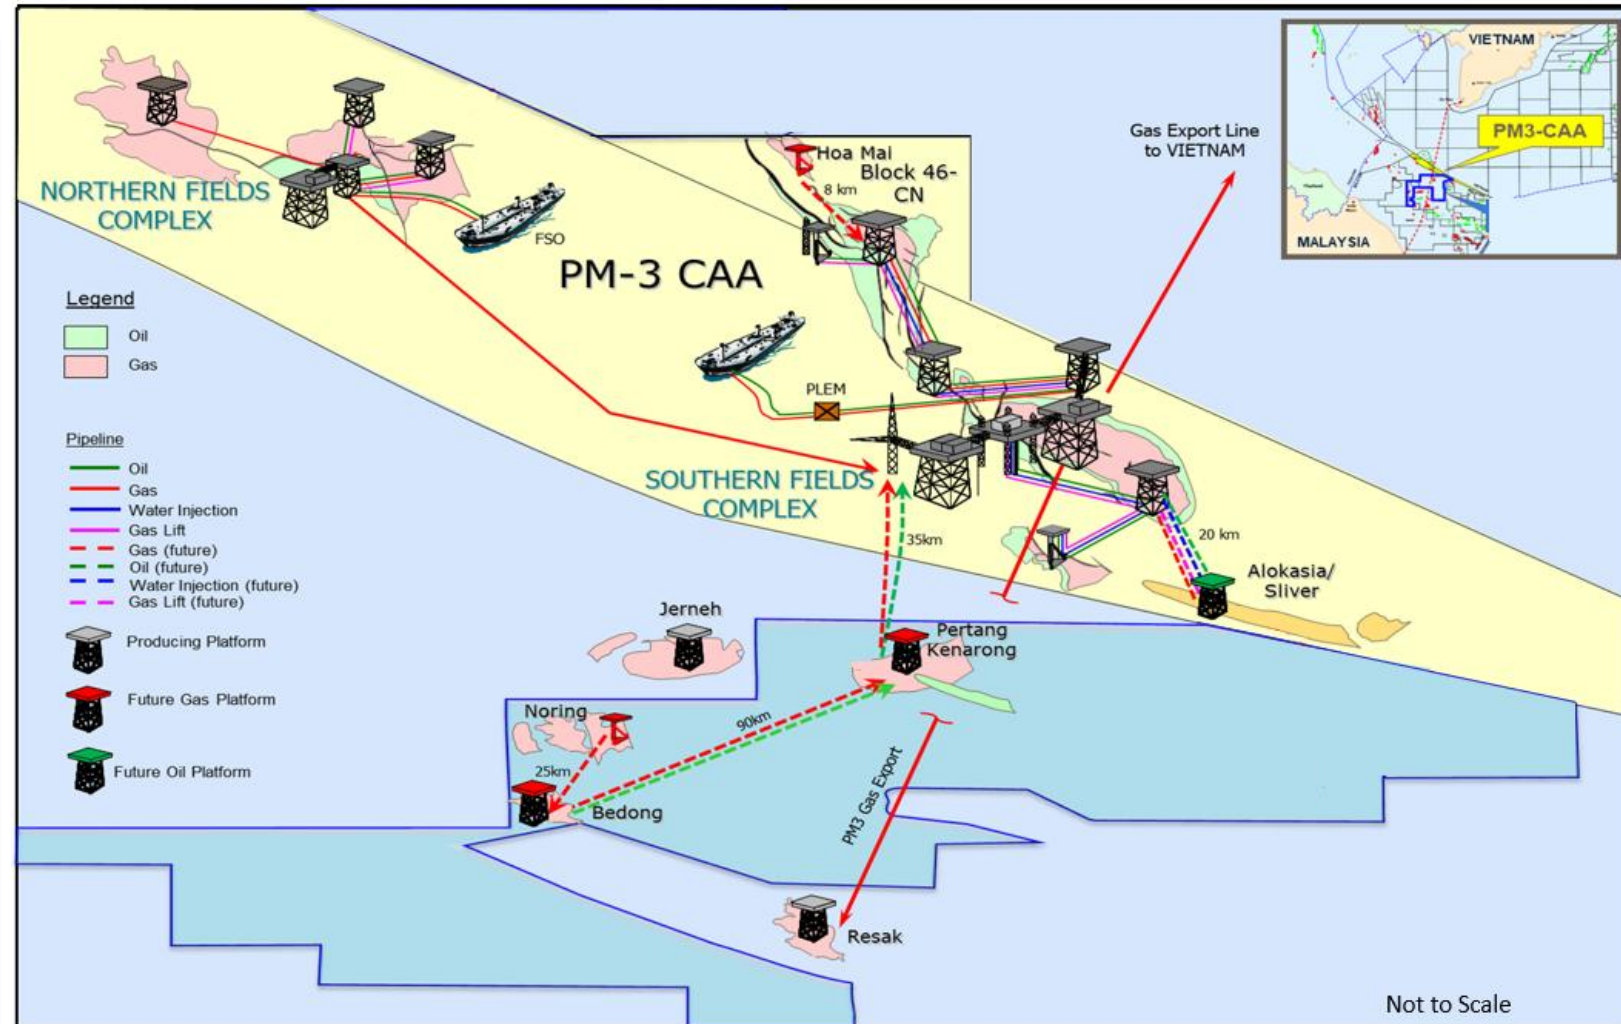 NORTHERN FIELDS
COMPLEX
FSO
PM-3 CAA
Hoa Mai
Block 46-
CN
8 km
Gas Export Line
to VIETNAM
VIETNAM
PM3-CAA
MALAYSIA
Legend
Oil
Gas
Pipeline
Oil
Gas
Water Injection
Gas Lift
Gas (future)
Oil (future)
Water Injection (future)
Gas Lift (future)
Producing Platform
Future Gas Platform
Future Oil Platform
PLEM
SOUTHERN FIELDS
COMPLEX
35km
20 km
Alokasia/
Sliver
Jerneh
Pertang
Kenarong
Noring
25km
90km
Bedong
PM3 Gas Export
Resak
Not to Scale